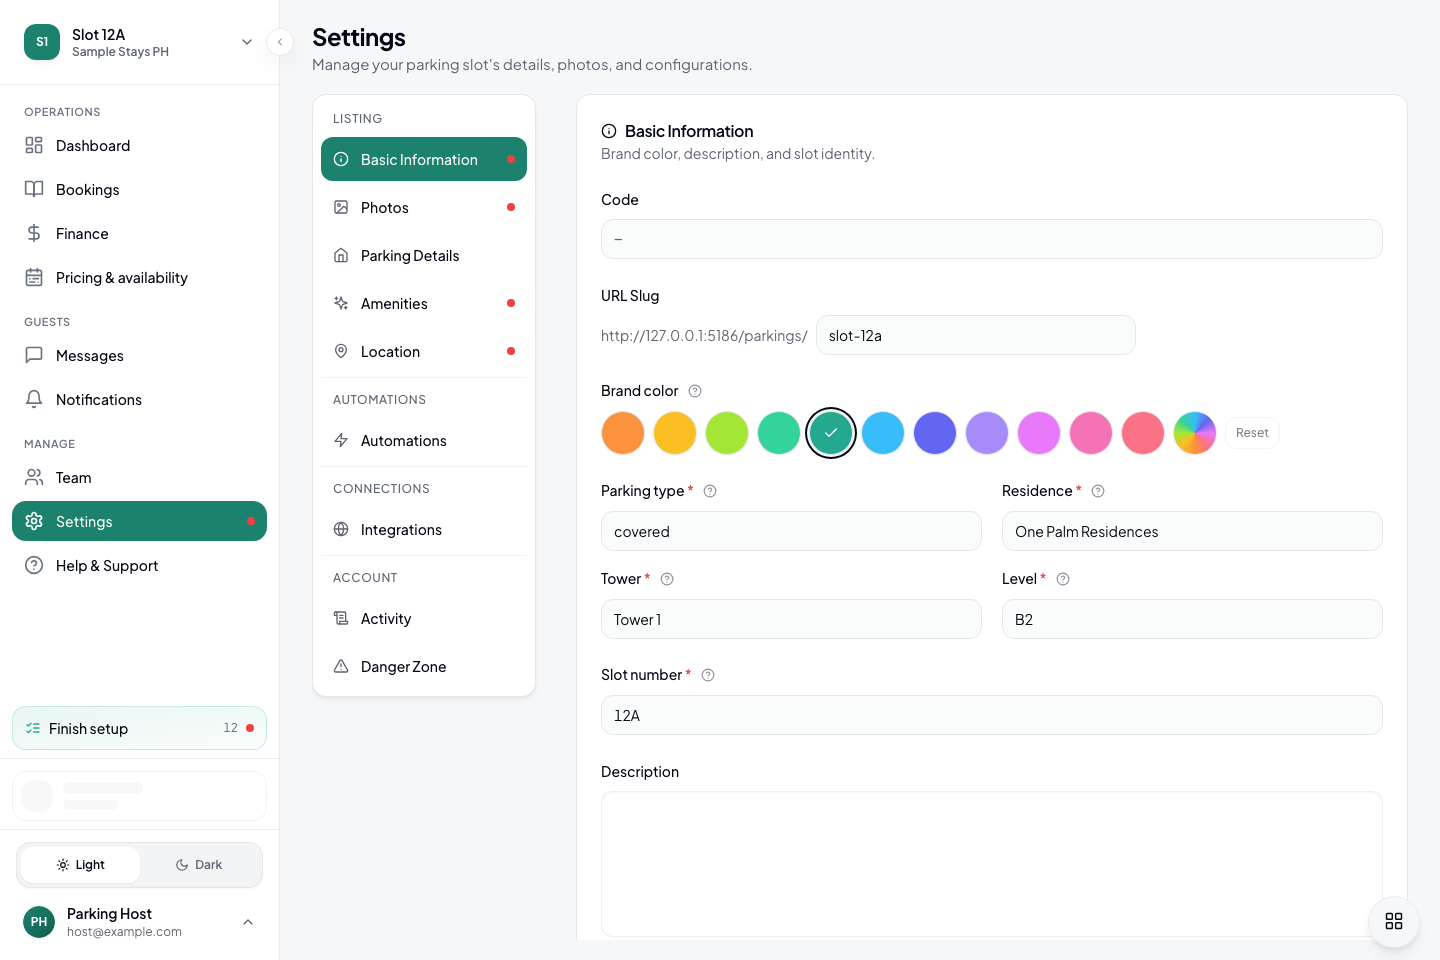 S1
Slot 12A
Sample Stays PH
OPERATIONS
Dashboard
Bookings
Finance
Pricing & availability
GUESTS
Messages
Notifications
MANAGE
Team
Settings
Help & Support
Finish setup 12
Light Dark
PH
Parking Host
host@example.com
Settings
Manage your parking slot's details, photos, and configurations.
LISTING
Basic Information
Photos
Parking Details
Amenities
Location
AUTOMATIONS
Automations
CONNECTIONS
Integrations
ACCOUNT
Activity
Danger Zone
Basic Information
Brand color, description, and slot identity.
Code
–
URL Slug
http://127.0.0.1:5186/parkings/ slot-12a
Brand color
Reset
Parking type * Residence *
covered One Palm Residences
Tower * Level *
Tower 1 B2
Slot number *
12A
Description